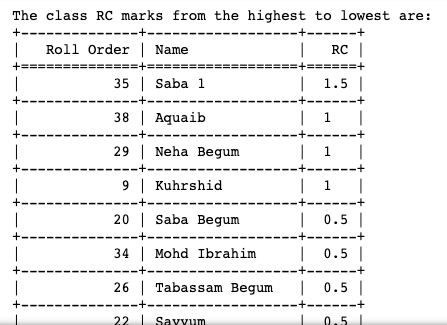 The class RC marks from the highest to lowest are:
+--------------+------------------+------+
| Roll Order | Name | RC |
+==============+==================+======+
| 35 | Saba 1 | 1.5 |
+--------------+------------------+------+
| 38 | Aquaib | 1 |
+--------------+------------------+------+
| 29 | Neha Begum | 1 |
+--------------+------------------+------+
| 9 | Kuhrshid | 1 |
+--------------+------------------+------+
| 20 | Saba Begum | 0.5 |
+--------------+------------------+------+
| 34 | Mohd Ibrahim | 0.5 |
+--------------+------------------+------+
| 26 | Tabassam Begum | 0.5 |
+--------------+------------------+------+
| 22 | Sayyum | 0.5 |